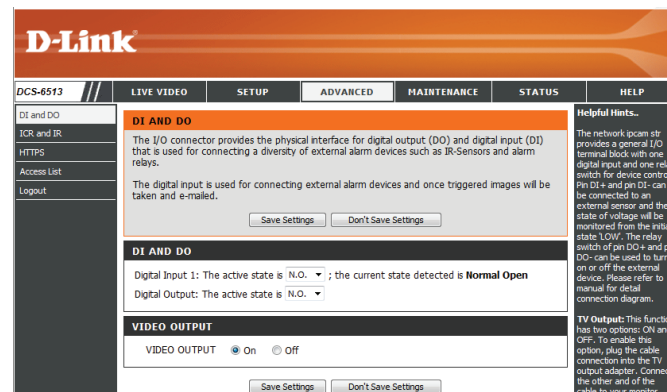 D-Link
DCS-6513
LIVE VIDEO
SETUP
ADVANCED
MAINTENANCE
STATUS
HELP
DI and DO
ICR and IR
HTTPS
Access List
Logout
DI AND DO
The I/O connector provides the physical interface for digital output (DO) and digital input (DI)
that is used for connecting a diversity of external alarm devices such as IR-Sensors and alarm
relays.
The digital input is used for connecting external alarm devices and once triggered images will be
taken and e-mailed.
Save Settings
Don't Save Settings
DI AND DO
Digital Input 1: The active state is N.O. ; the current state detected is Normal Open
Digital Output: The active state is N.O.
VIDEO OUTPUT
VIDEO OUTPUT On Off
Save Settings
Don't Save Settings
Helpful Hints..
The network ipcam str
provides a general I/O
terminal block with one
digital input and one
switch for device
Pin DI+ and pin DI- can
be connected to an
external sensor and the
state of voltage will be
monitored from the
state 'LOW'. The relay
switch of pin DO+ and
DO- can be used to turn
on or off the external
device. Please refer to
manual for detail
connection diagram.
TV Output: This
has two options: ON an
OFF. To enable this
option, plug the cable
connection into the TV
output adapter.
the other and of the
cable to your monitor